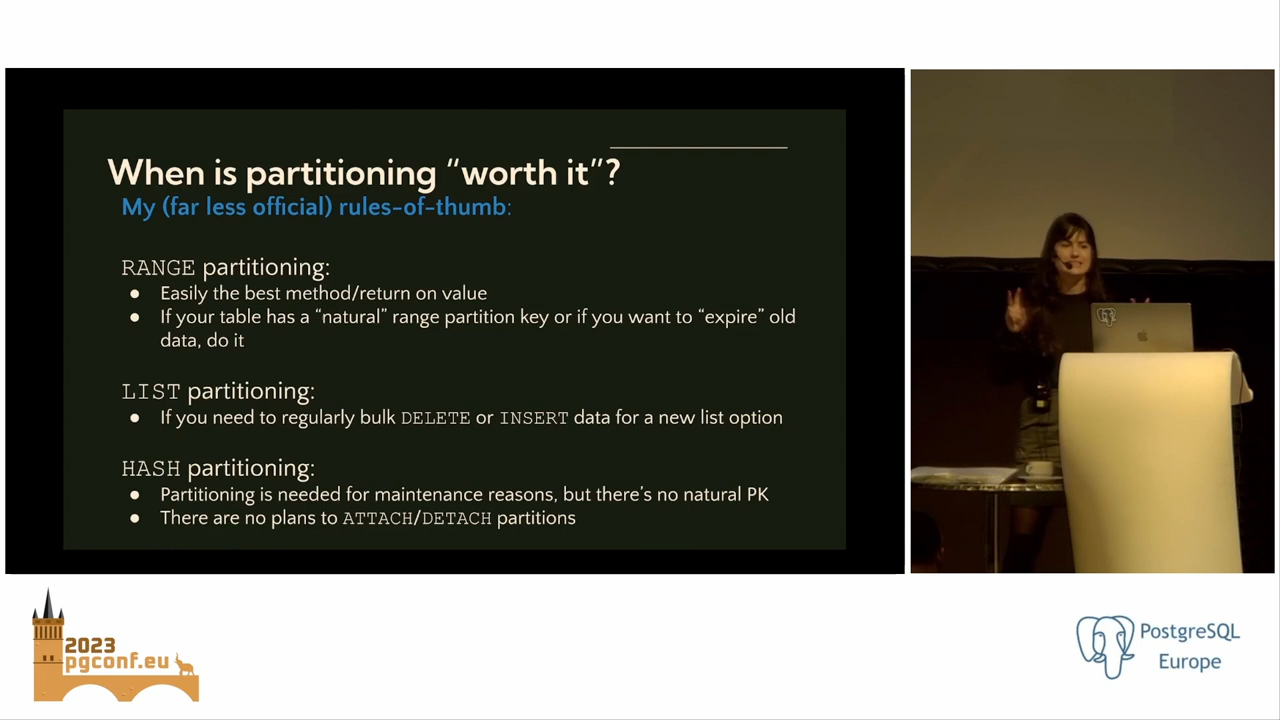 When is partitioning “worth it”?
My (far less official) rules-of-thumb:
RANGE partitioning:
● Easily the best method/return on value
● If your table has a “natural” range partition key or if you want to “expire” old
data, do it
LIST partitioning:
● If you need to regularly bulk DELETE or INSERT data for a new list option
HASH partitioning:
● Partitioning is needed for maintenance reasons, but there’s no natural PK
● There are no plans to ATTACH/DETACH partitions
2023
pgconf.eu
PostgreSQL
Europe